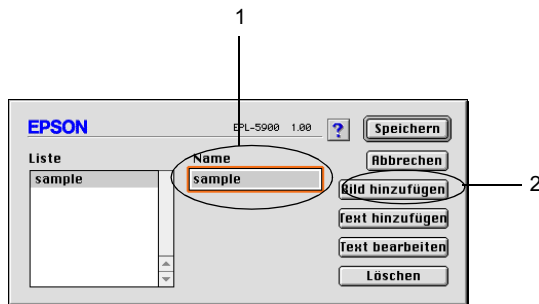 1
EPSON
EPL-5900 1.00
?
Speichern
Liste
Name
Abbrechen
sample
sample
Bild hinzufügen
2
Text hinzufügen
Text bearbeiten
Löschen